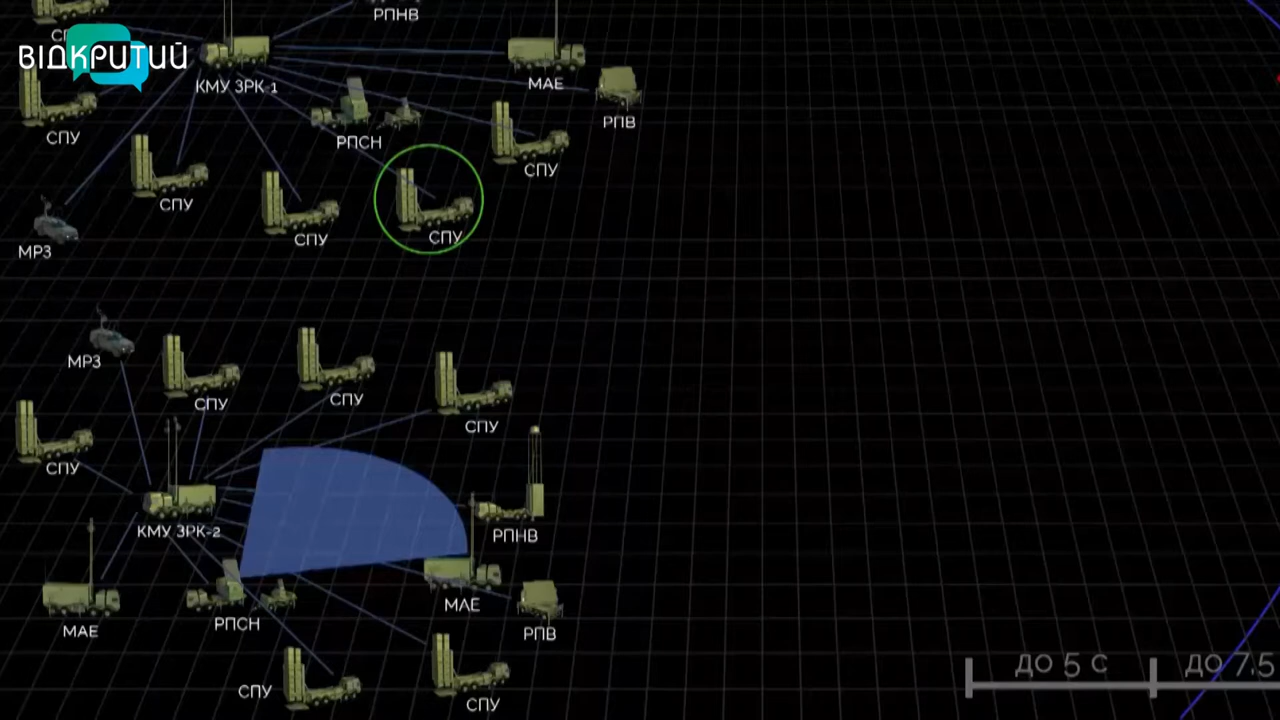 РПНВ
ВІДКРИТИЙ
КМУ ЗРК-1
МАЕ
РПВ
СПУ
РПСН
СПУ
СПУ
СПУ
СПУ
СПУ
МРЗ
МРЗ
СПУ
СПУ
СПУ
СПУ
КМУ ЗРК-2
РПНВ
МАЕ
РПСН
МАЕ
РПВ
СПУ
СПУ
ДО 5 С
ДО 7,5